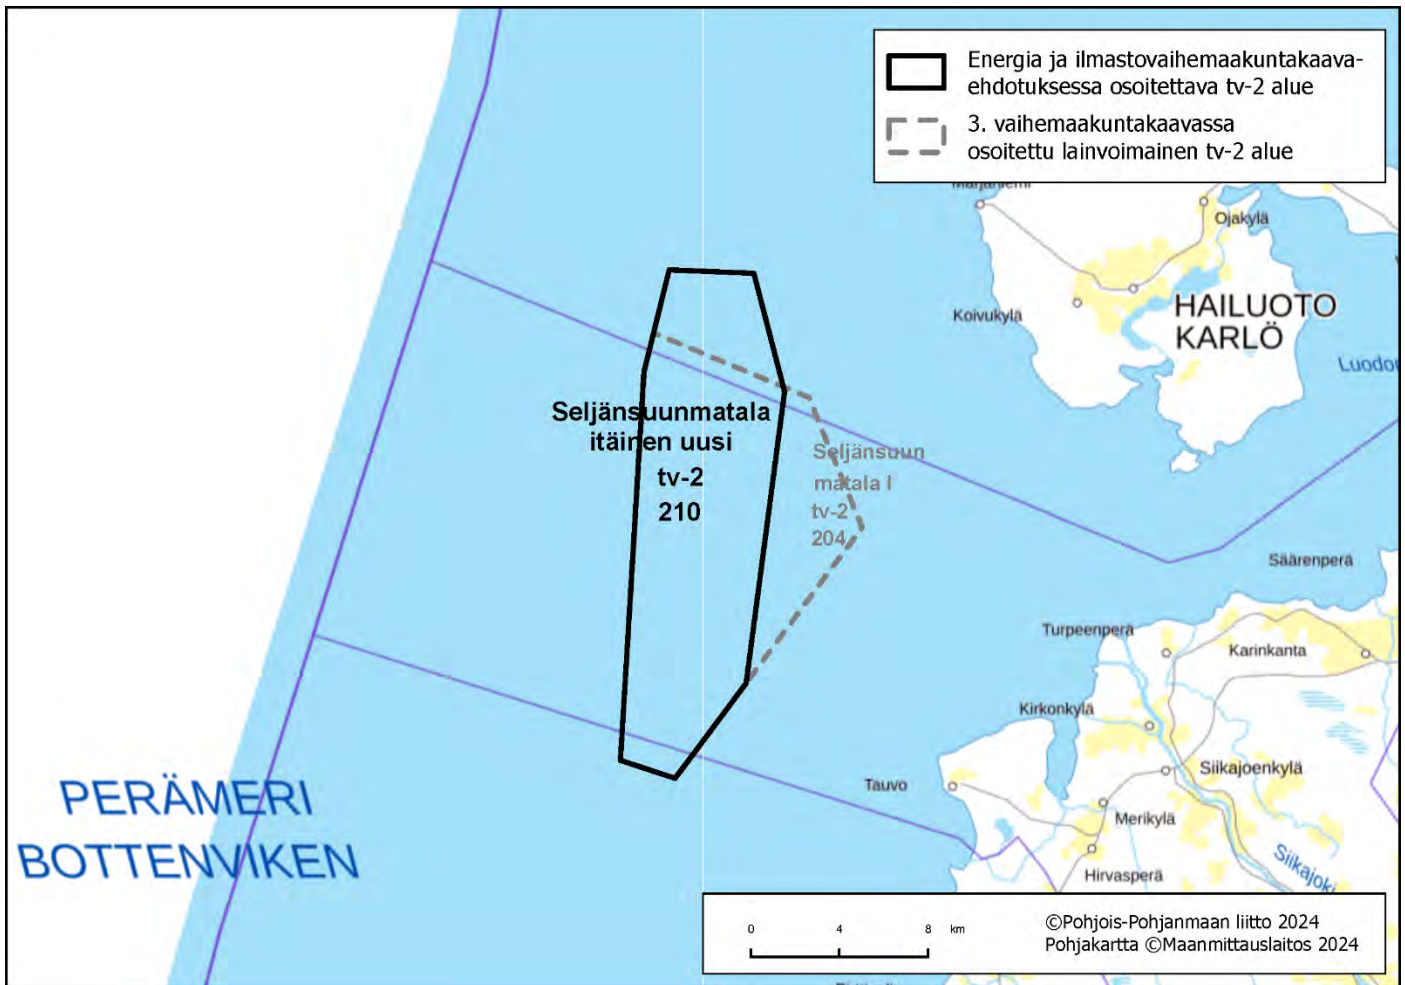 Energia ja ilmastovaihemaakuntakaava-
ehdotuksessa osoitettava tv-2 alue
3. vaihemaakuntakaavassa
osoitettu lainvoimainen tv-2 alue
Marjaniemi
Ojakylä
Koivukylä
HAILUOTO
KARLÖ
Seljänsuunmatala
itäinen uusi
tv-2
210
Seljänsuun
matala I
tv-2
204
Säärenperä
Turpeenperä
Karinkanta
Kirkonkylä
Siikajoenkylä
Tauvo
Merikylä
Hirvasperä
Siikajoki
PERÄMERI
BOTTENVIKEN
0 4 8 km
©Pohjois-Pohjanmaan liitto 2024
Pohjakartta ©Maanmittauslaitos 2024